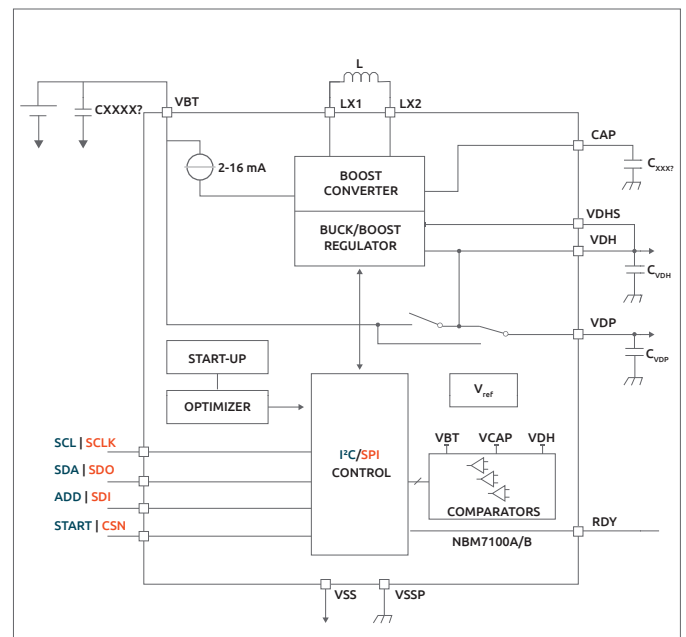 L
CXXXX?
VBT
LX1
LX2
CAP
2-16 mA
BOOST
CONVERTER
CXXX?
BUCK/BOOST
REGULATOR
VDHS
VDH
CVDH
VDP
CVDP
START-UP
OPTIMIZER
Vref
SCL | SCLK
SDA | SDO
ADD | SDI
START | CSN
I²C/SPI
CONTROL
VBT VCAP VDH
COMPARATORS
NBM7100A/B
RDY
VSS
VSSP